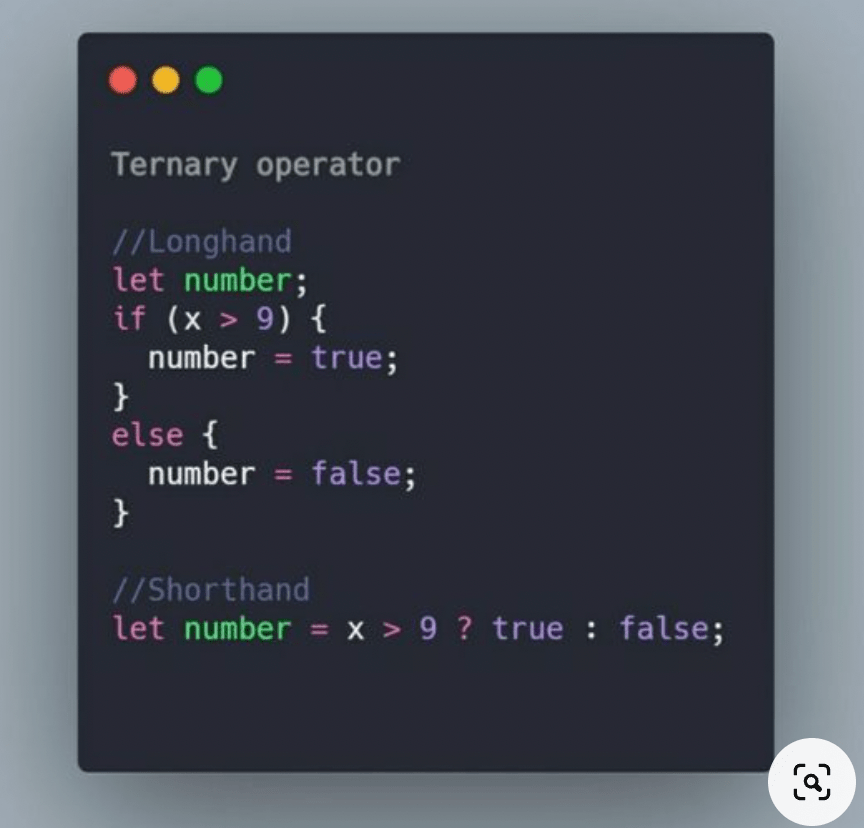 Ternary operator
//Longhand
let number;
if (x > 9) {
  number = true;
}
else {
  number = false;
}
//Shorthand
let number = x > 9 ? true : false;